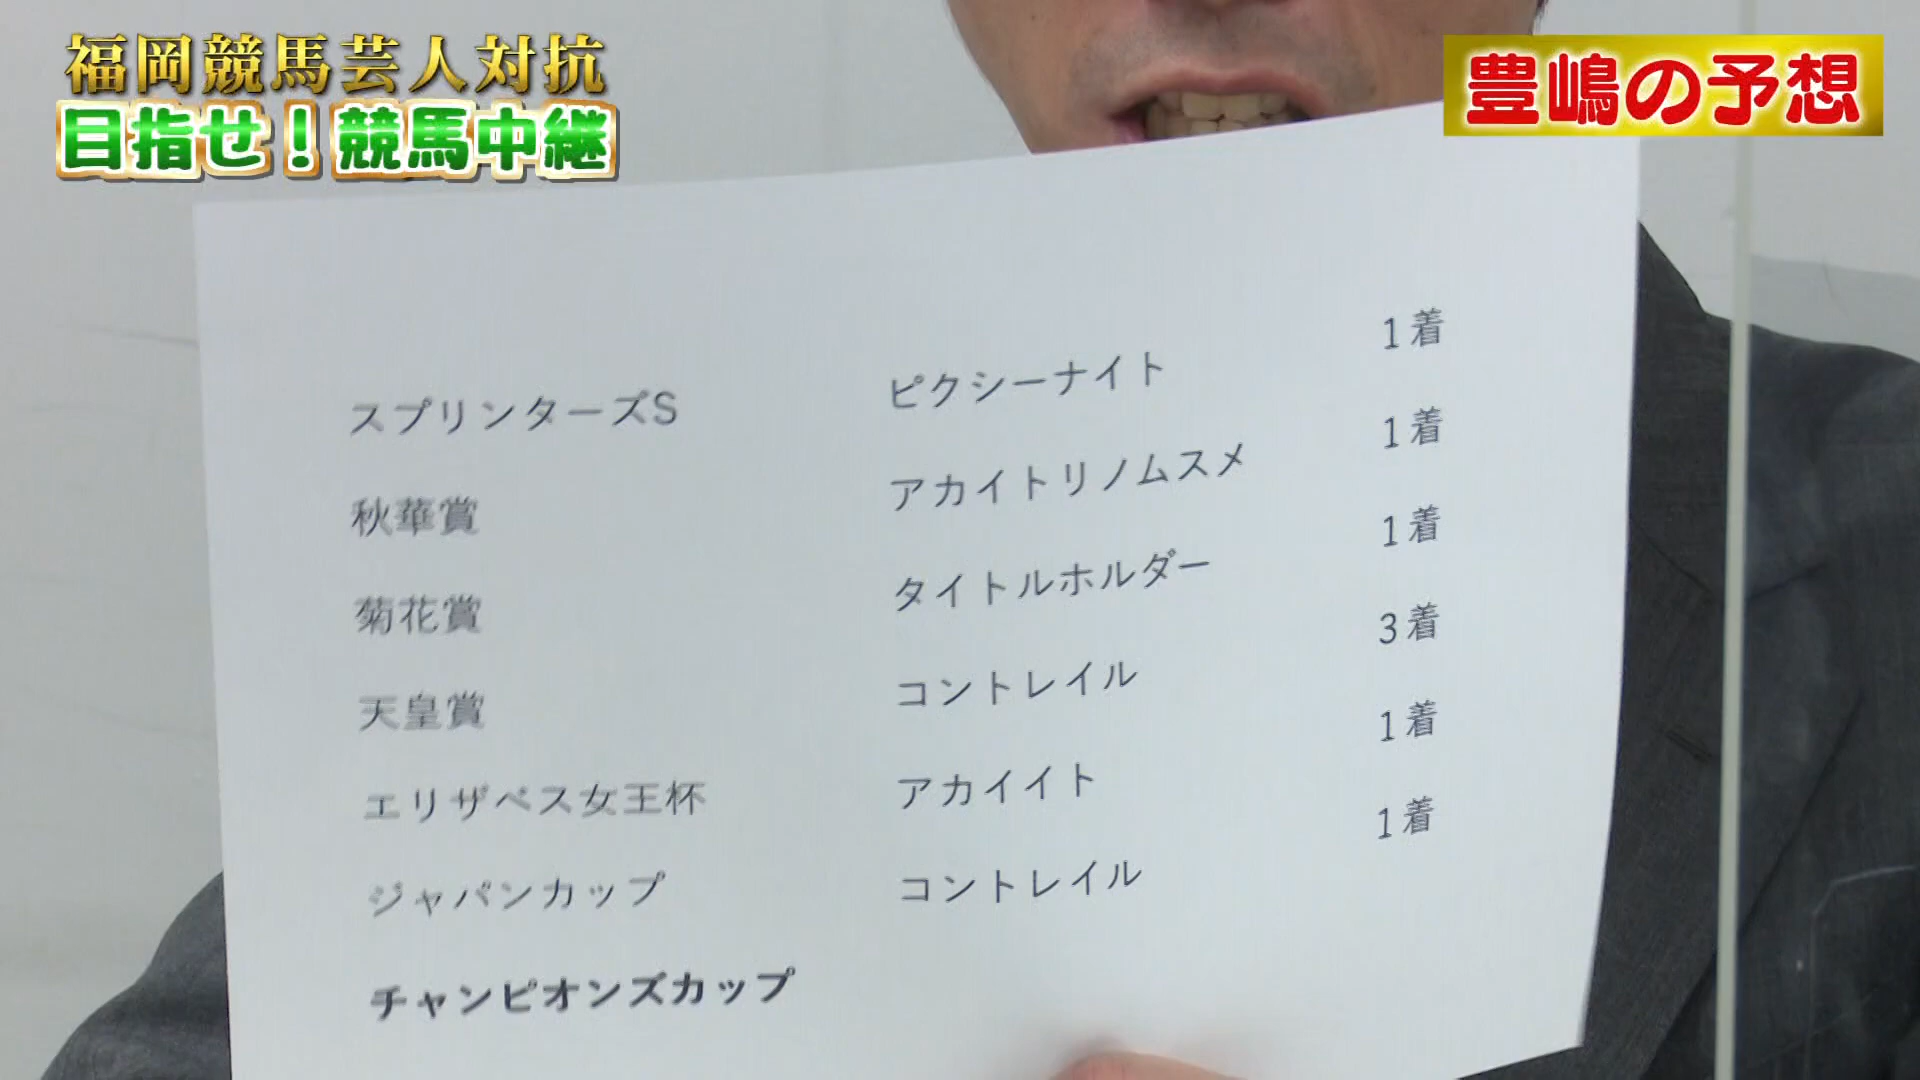 福岡競馬芸人対抗
目指せ！競馬中継
豊嶋の予想
スプリンターズS ピクシーナイト 1着
秋華賞 アカイトリノムスメ 1着
菊花賞 タイトルホルダー 1着
天皇賞 コントレイル 3着
エリザベス女王杯 アカイイト 1着
ジャパンカップ コントレイル 1着
チャンピオンズカップ